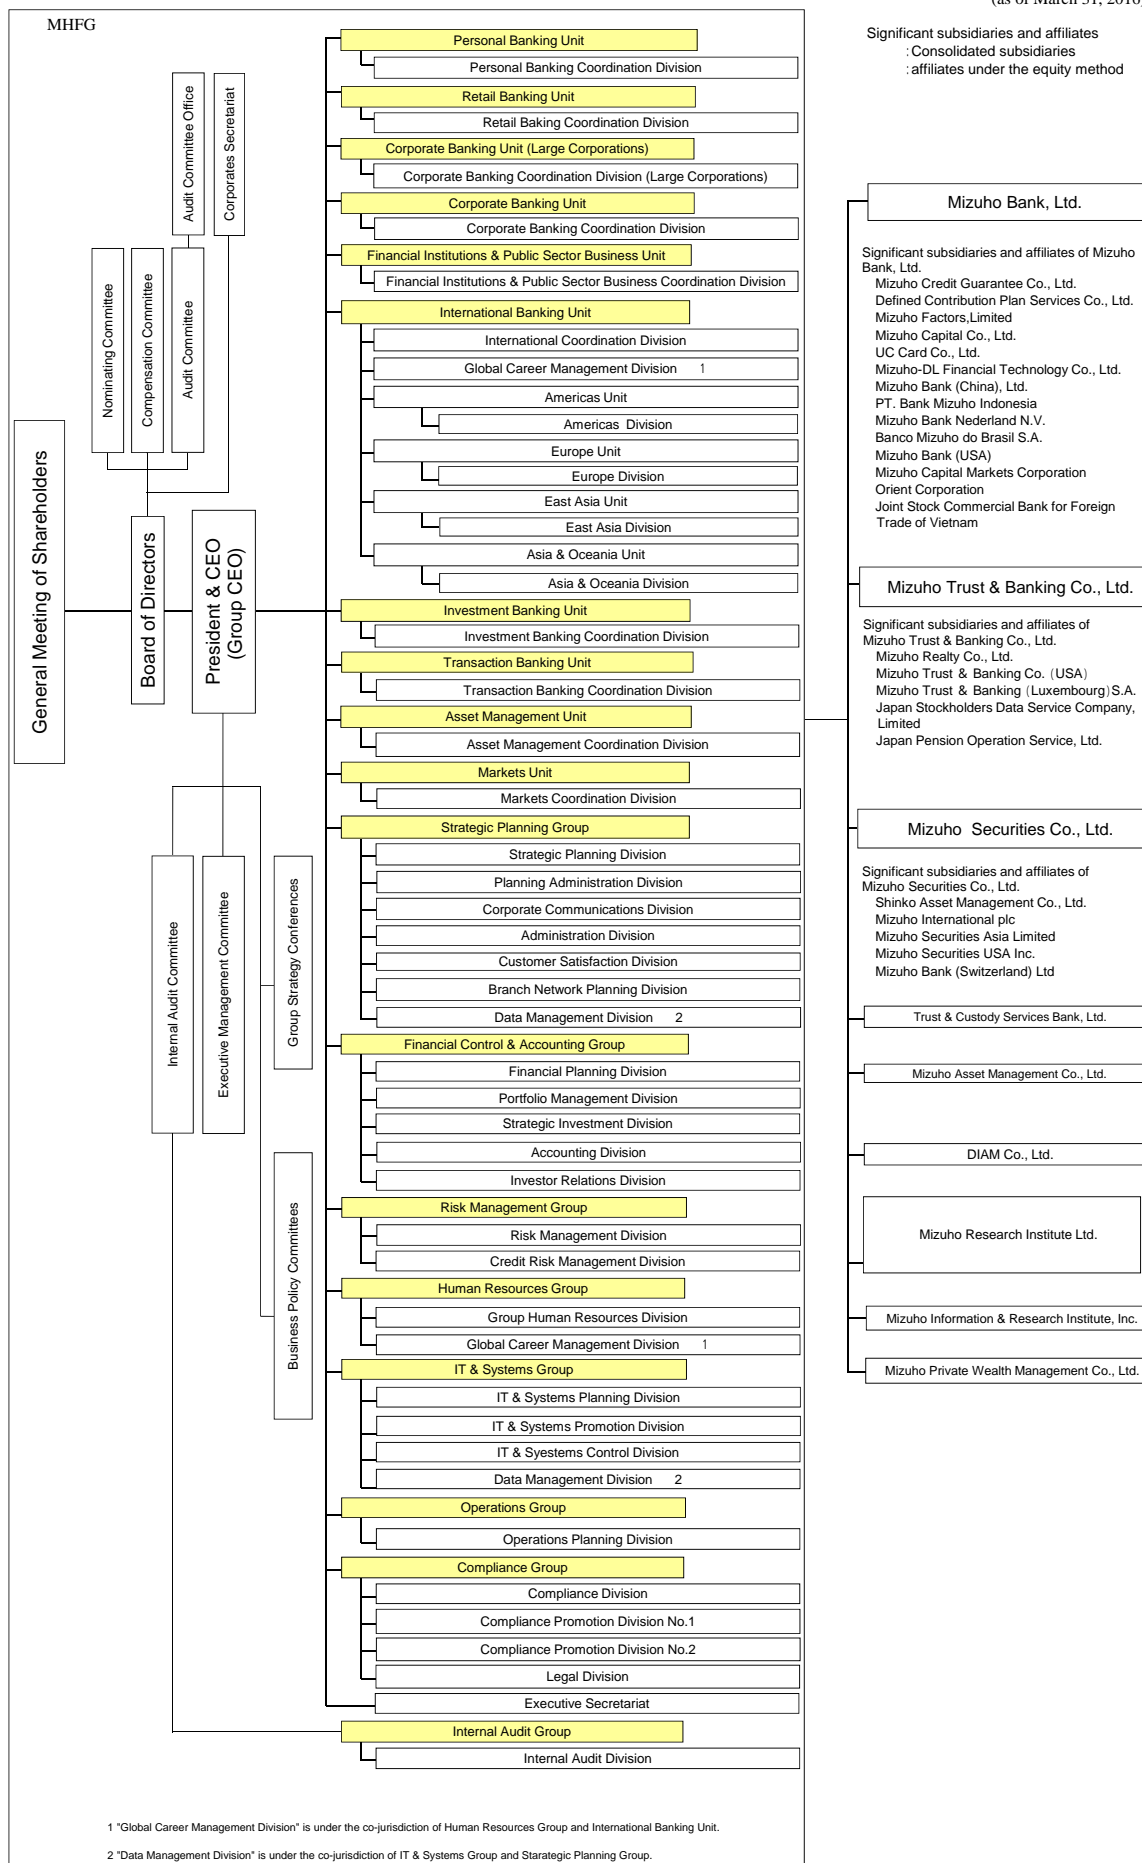 (as of March 31, 2016)
MHFG
General Meeting of Shareholders
Board of Directors
President & CEO
(Group CEO)
Nominating Committee
Compensation Committee
Audit Committee
Audit Committee Office
Corporates Secretariat
Internal Audit Committee
Executive Management Committee
Group Strategy Conferences
Business Policy Committees
Personal Banking Unit
Personal Banking Coordination Division
Retail Banking Unit
Retail Baking Coordination Division
Corporate Banking Unit (Large Corporations)
Corporate Banking Coordination Division (Large Corporations)
Corporate Banking Unit
Corporate Banking Coordination Division
Financial Institutions & Public Sector Business Unit
Financial Institutions & Public Sector Business Coordination Division
International Banking Unit
International Coordination Division
Global Career Management Division 1
Americas Unit
Americas Division
Europe Unit
Europe Division
East Asia Unit
East Asia Division
Asia & Oceania Unit
Asia & Oceania Division
Investment Banking Unit
Investment Banking Coordination Division
Transaction Banking Unit
Transaction Banking Coordination Division
Asset Management Unit
Asset Management Coordination Division
Markets Unit
Markets Coordination Division
Strategic Planning Group
Strategic Planning Division
Planning Administration Division
Corporate Communications Division
Administration Division
Customer Satisfaction Division
Branch Network Planning Division
Data Management Division 2
Financial Control & Accounting Group
Financial Planning Division
Portfolio Management Division
Strategic Investment Division
Accounting Division
Investor Relations Division
Risk Management Group
Risk Management Division
Credit Risk Management Division
Human Resources Group
Group Human Resources Division
Global Career Management Division 1
IT & Systems Group
IT & Systems Planning Division
IT & Systems Promotion Division
IT & Syestems Control Division
Data Management Division 2
Operations Group
Operations Planning Division
Compliance Group
Compliance Division
Compliance Promotion Division No.1
Compliance Promotion Division No.2
Legal Division
Executive Secretariat
Internal Audit Group
Internal Audit Division
Significant subsidiaries and affiliates
:Consolidated subsidiaries
:affiliates under the equity method
Mizuho Bank, Ltd.
Significant subsidiaries and affiliates of Mizuho
Bank, Ltd.
Mizuho Credit Guarantee Co., Ltd.
Defined Contribution Plan Services Co., Ltd.
Mizuho Factors,Limited
Mizuho Capital Co., Ltd.
UC Card Co., Ltd.
Mizuho-DL Financial Technology Co., Ltd.
Mizuho Bank (China), Ltd.
PT. Bank Mizuho Indonesia
Mizuho Bank Nederland N.V.
Banco Mizuho do Brasil S.A.
Mizuho Bank (USA)
Mizuho Capital Markets Corporation
Orient Corporation
Joint Stock Commercial Bank for Foreign
Trade of Vietnam
Mizuho Trust & Banking Co., Ltd.
Significant subsidiaries and affiliates of
Mizuho Trust & Banking Co., Ltd.
Mizuho Realty Co., Ltd.
Mizuho Trust & Banking Co. (USA)
Mizuho Trust & Banking (Luxembourg)S.A.
Japan Stockholders Data Service Company,
Limited
Japan Pension Operation Service, Ltd.
Mizuho Securities Co., Ltd.
Significant subsidiaries and affiliates of
Mizuho Securities Co., Ltd.
Shinko Asset Management Co., Ltd.
Mizuho International plc
Mizuho Securities Asia Limited
Mizuho Securities USA Inc.
Mizuho Bank (Switzerland) Ltd
Trust & Custody Services Bank, Ltd.
Mizuho Asset Management Co., Ltd.
DIAM Co., Ltd.
Mizuho Research Institute Ltd.
Mizuho Information & Research Institute, Inc.
Mizuho Private Wealth Management Co., Ltd.
1 "Global Career Management Division" is under the co-jurisdiction of Human Resources Group and International Banking Unit.
2 "Data Management Division" is under the co-jurisdiction of IT & Systems Group and Starategic Planning Group.